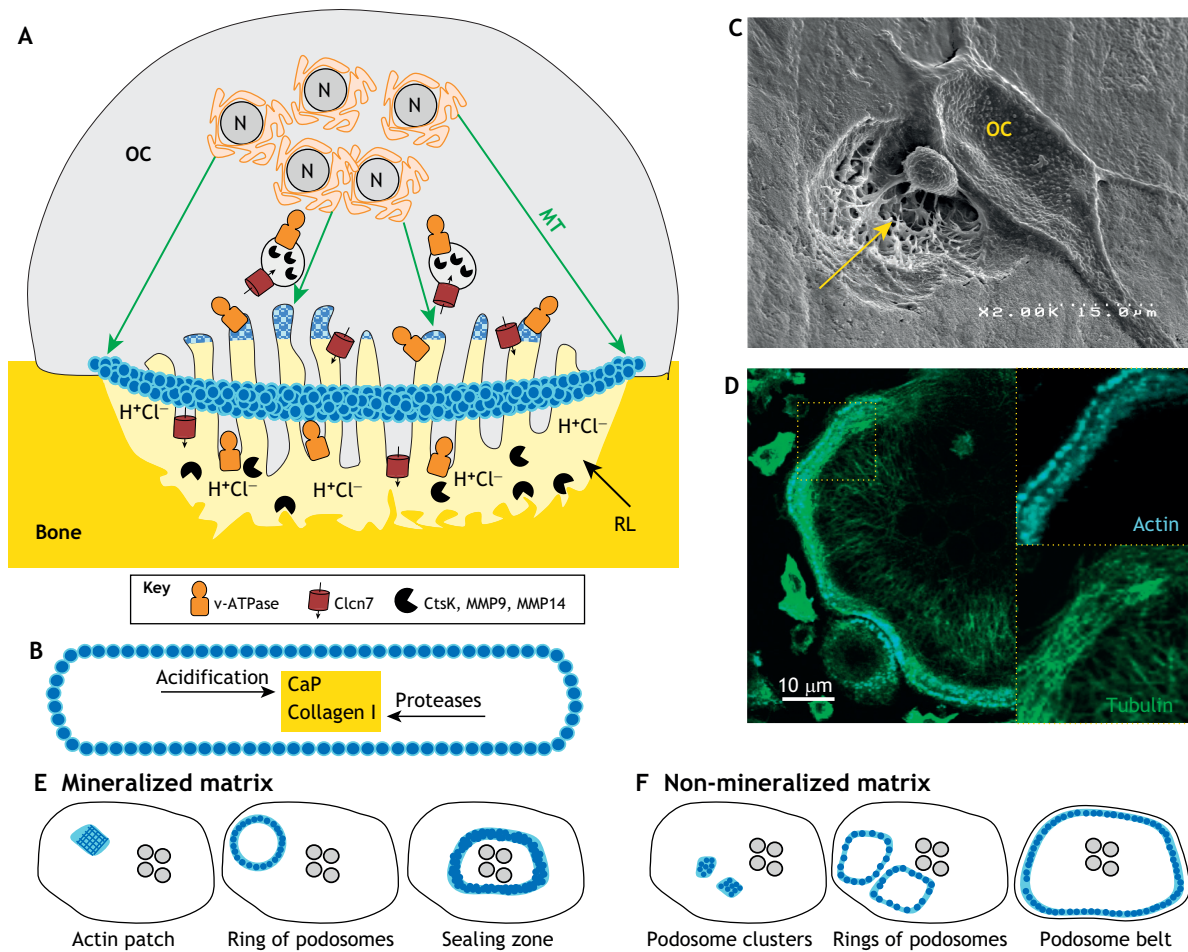 A
OC
N
N
N
N
N
MT
H⁺Cl⁻
H⁺Cl⁻
H⁺Cl⁻
H⁺Cl⁻
H⁺Cl⁻
RL
Bone
Key
v-ATPase
Clcn7
CtsK, MMP9, MMP14
B
Acidification
CaP
Collagen I
Proteases
C
OC
X2.00K 15.0μm
D
Actin
10 μm
Tubulin
E Mineralized matrix
Actin patch
Ring of podosomes
Sealing zone
F Non-mineralized matrix
Podosome clusters
Rings of podosomes
Podosome belt